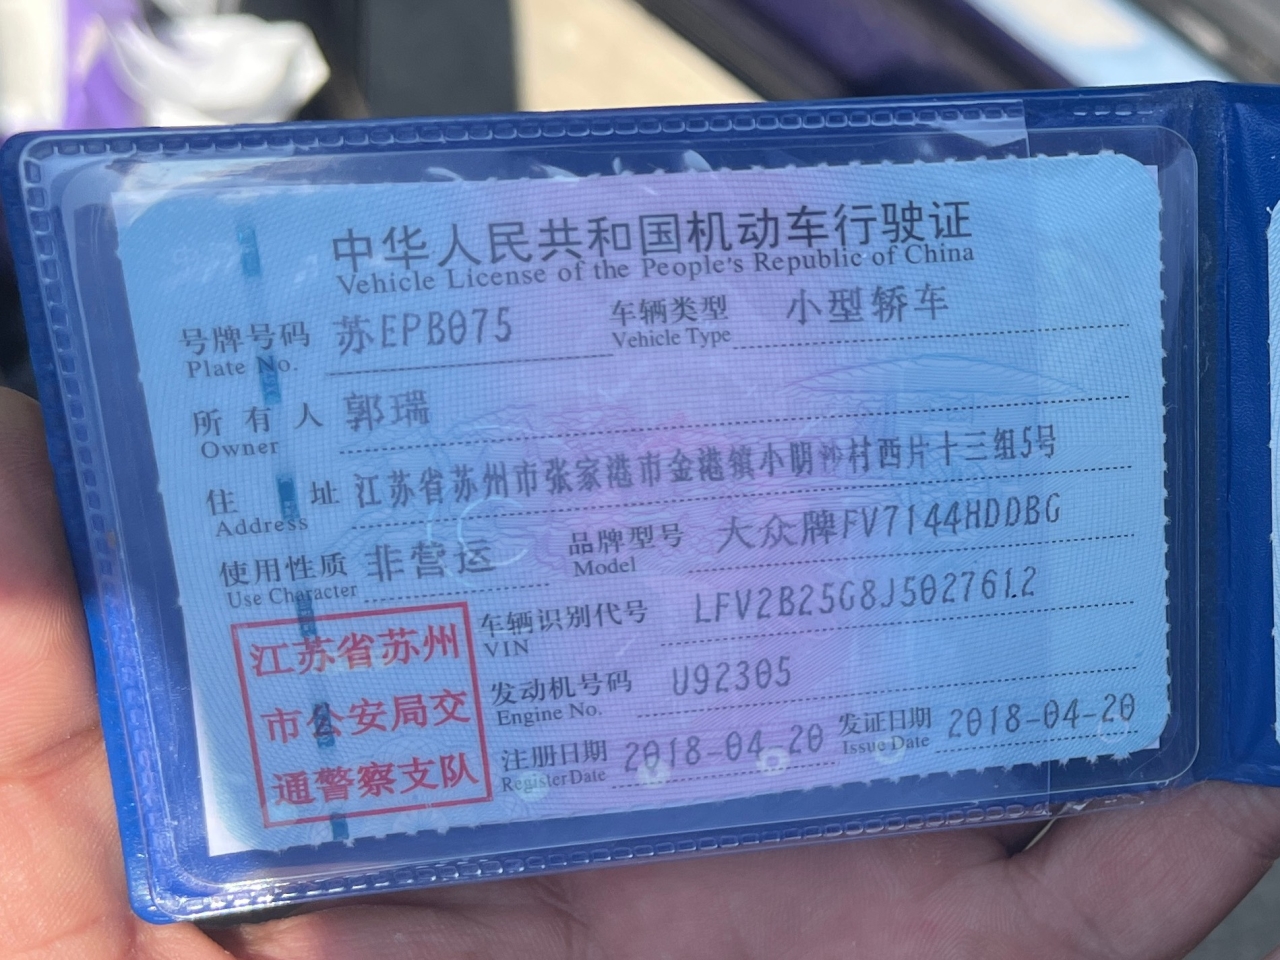 中华人民共和国机动车行驶证
Vehicle License of the People's Republic of China
号牌号码 苏EPB075 车辆类型 小型轿车
Plate No. Vehicle Type
所有人 郭瑞
Owner
住址 江苏省苏州市张家港市金港镇小明沙村西片十三组5号
Address
使用性质 非营运 品牌型号 大众牌FV7144HDDBG
Use Character Model
车辆识别代号 LFV2B25G8J5027612
VIN
发动机号码 U92305
Engine No.
注册日期 2018-04-20 发证日期 2018-04-20
Register Date Issue Date
江苏省苏州
市公安局交
通警察支队